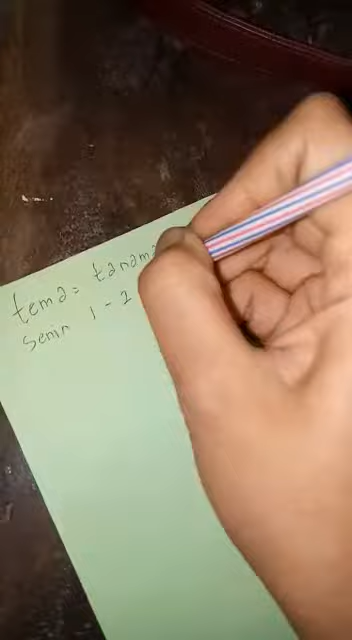 tema = tanam
Senin 1 - 2